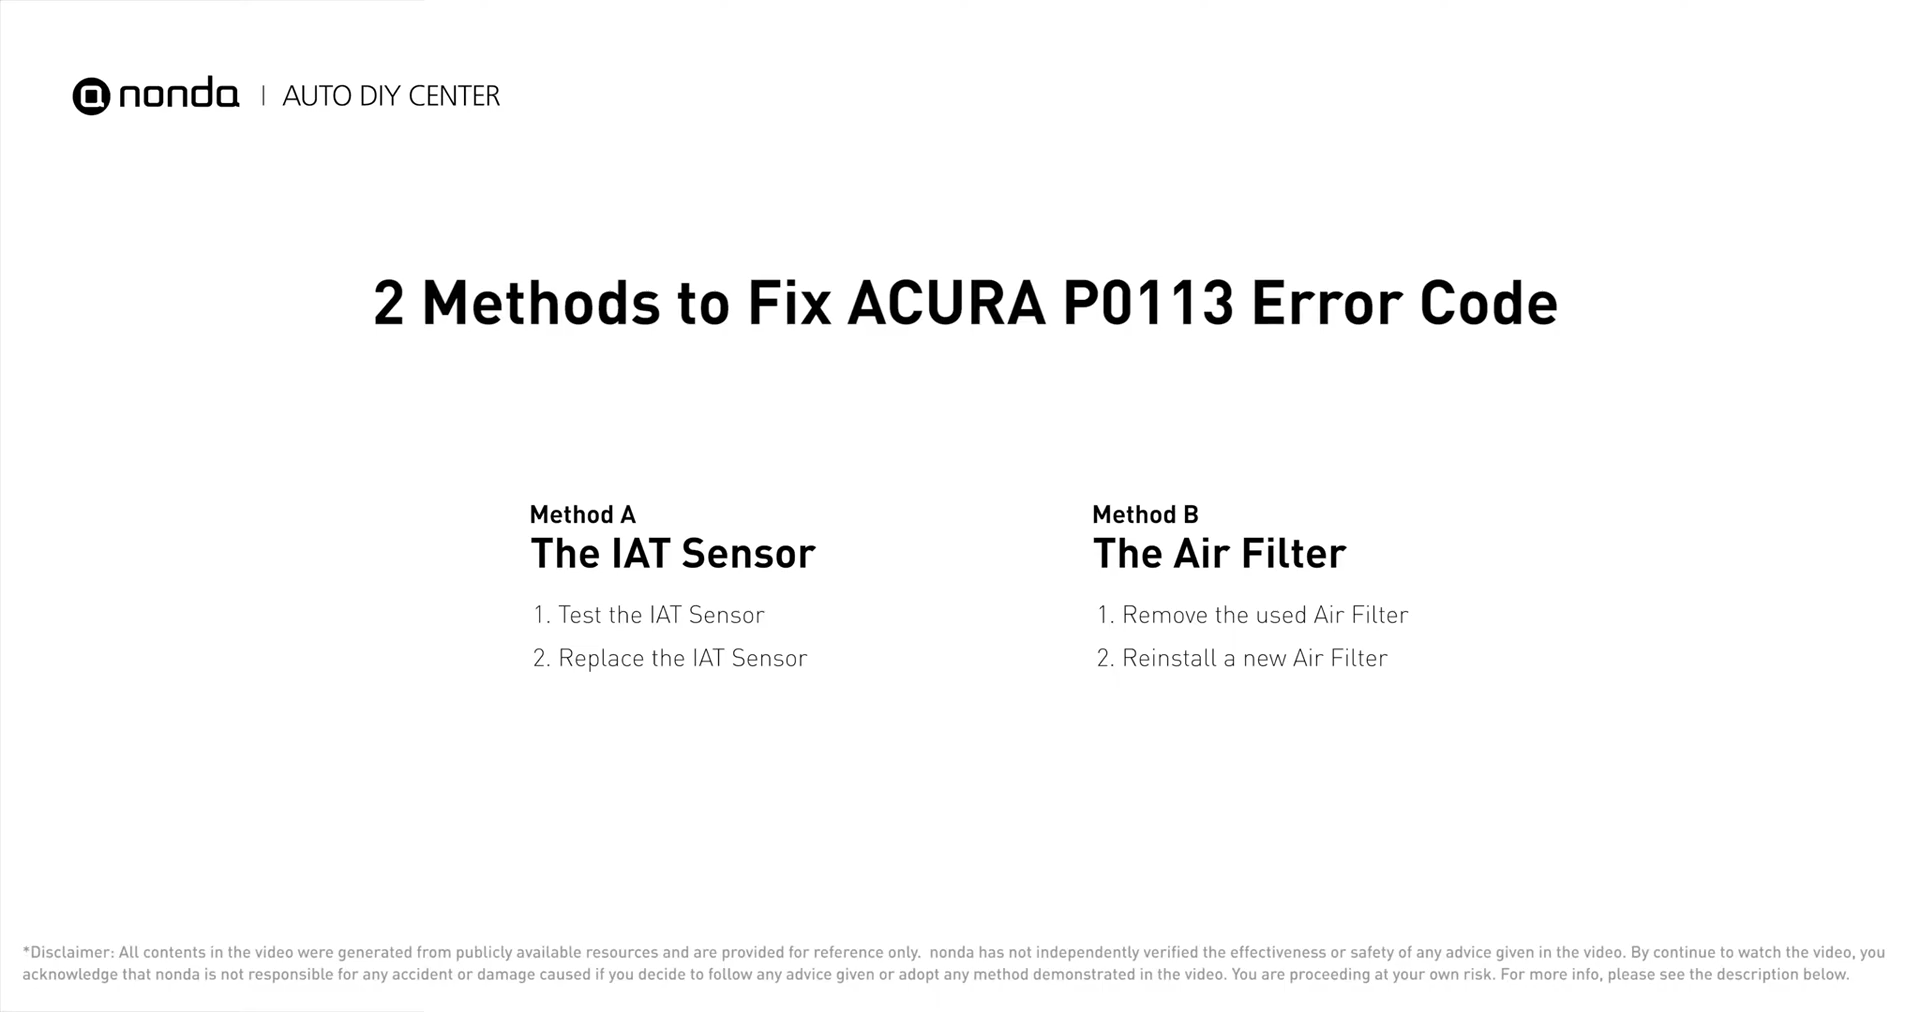 nonda | AUTO DIY CENTER
2 Methods to Fix ACURA P0113 Error Code
Method A
The IAT Sensor
1. Test the IAT Sensor
2. Replace the IAT Sensor
Method B
The Air Filter
1. Remove the used Air Filter
2. Reinstall a new Air Filter
*Disclaimer: All contents in the video were generated from publicly available resources and are provided for reference only. nonda has not independently verified the effectiveness or safety of any advice given in the video. By continue to watch the video, you
acknowledge that nonda is not responsible for any accident or damage caused if you decide to follow any advice given or adopt any method demonstrated in the video. You are proceeding at your own risk. For more info, please see the description below.